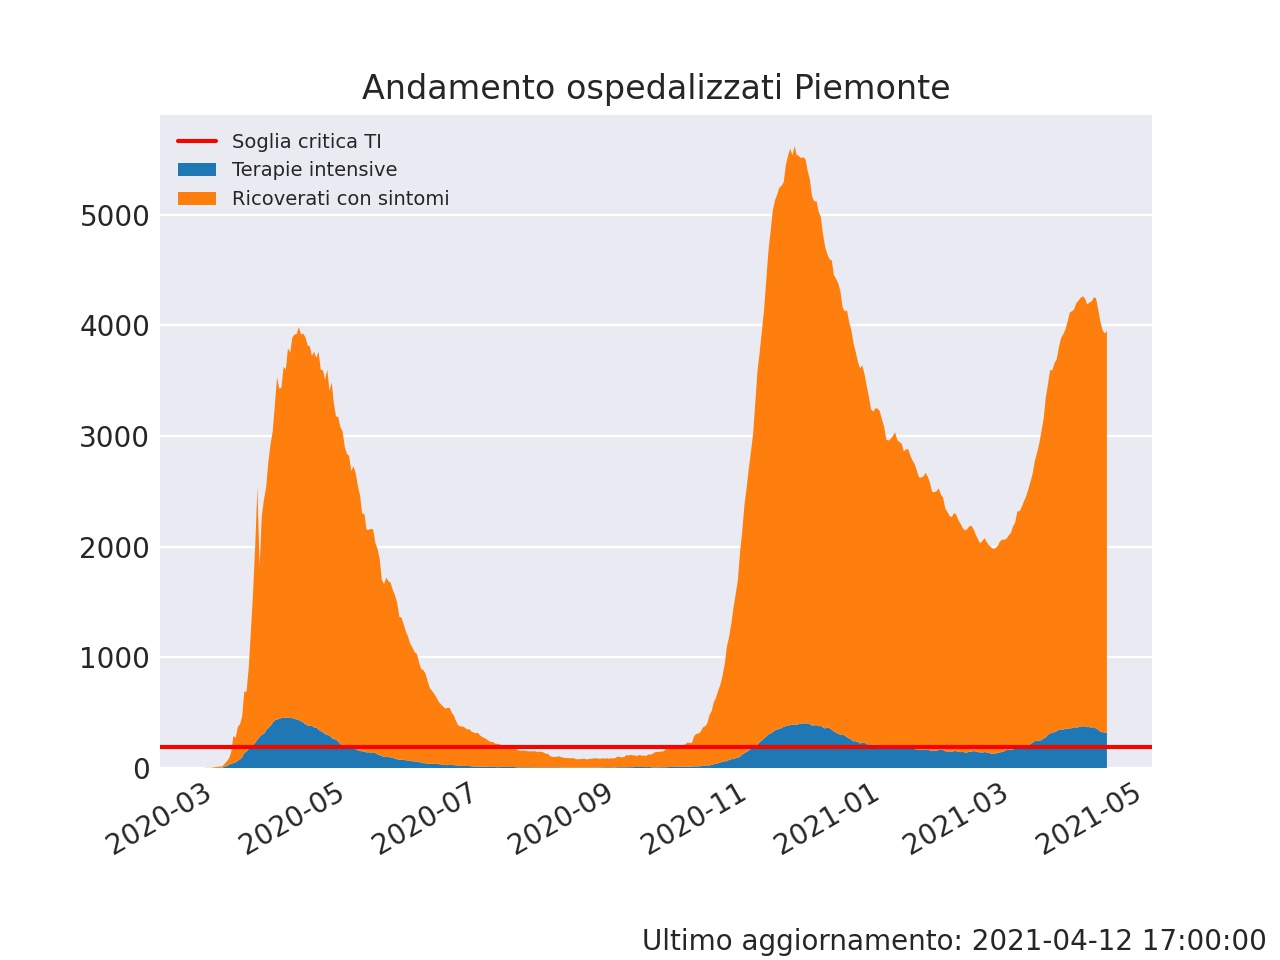 Andamento ospedalizzati Piemonte
Soglia critica TI
Terapie intensive
Ricoverati con sintomi
5000
4000
3000
2000
1000
0
2020-03
2020-05
2020-07
2020-09
2020-11
2021-01
2021-03
2021-05
Ultimo aggiornamento: 2021-04-12 17:00:00